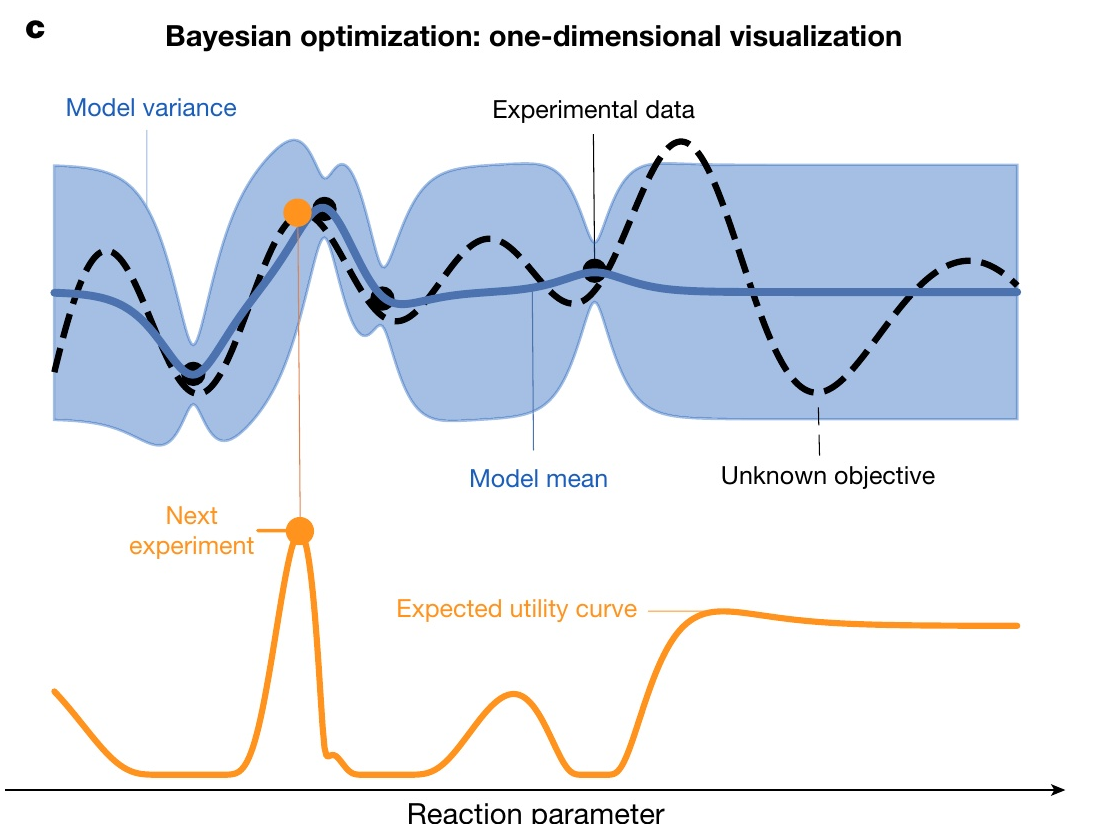 c
Bayesian optimization: one-dimensional visualization
Model variance
Experimental data
Model mean
Unknown objective
Next
experiment
Expected utility curve
Reaction parameter